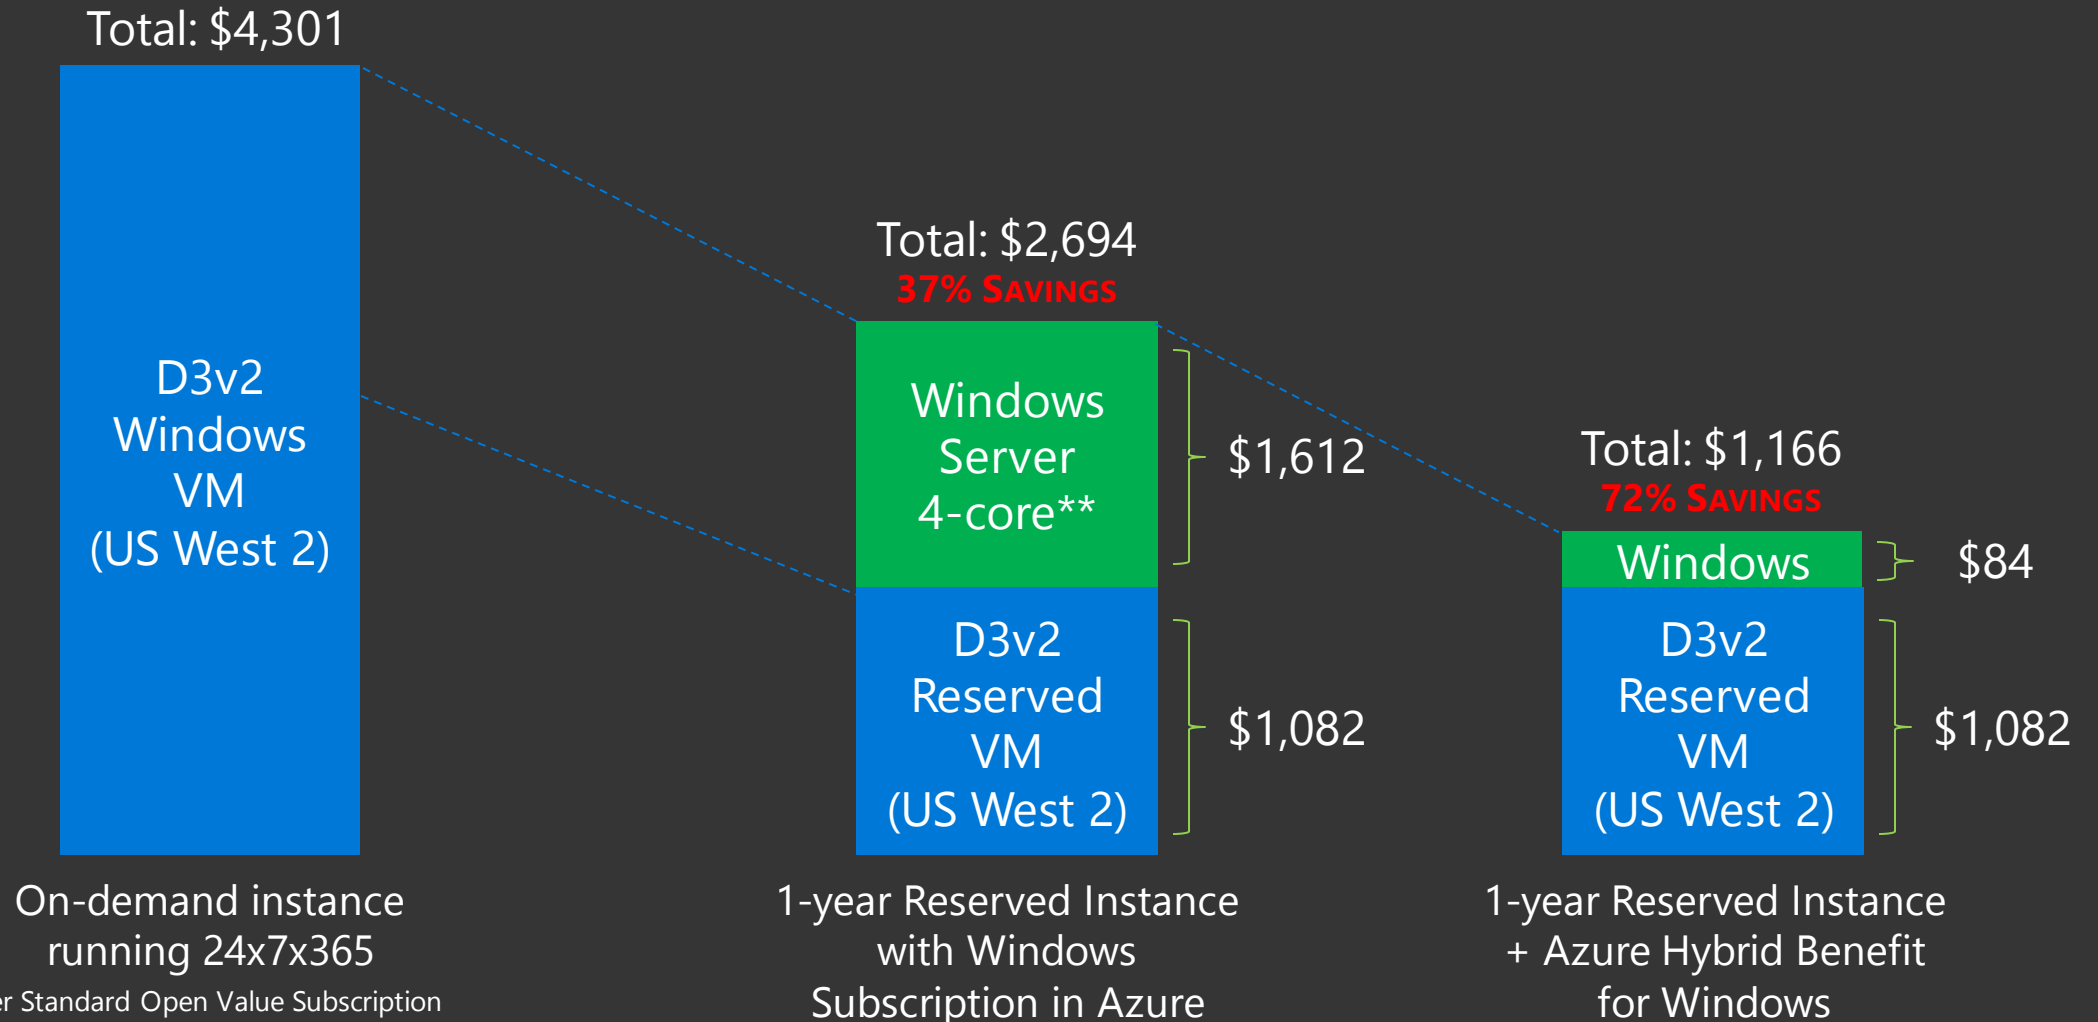 Total: $4,301
D3v2
Windows
VM
(US West 2)
On-demand instance
running 24x7x365
Standard Open Value Subscription
Total: $2,694
37% SAVINGS
Windows
Server
4-core**
$1,612
D3v2
Reserved
VM
(US West 2)
$1,082
1-year Reserved Instance
with Windows
Subscription in Azure
Total: $1,166
72% SAVINGS
Windows
$84
D3v2
Reserved
VM
(US West 2)
$1,082
1-year Reserved Instance
+ Azure Hybrid Benefit
for Windows